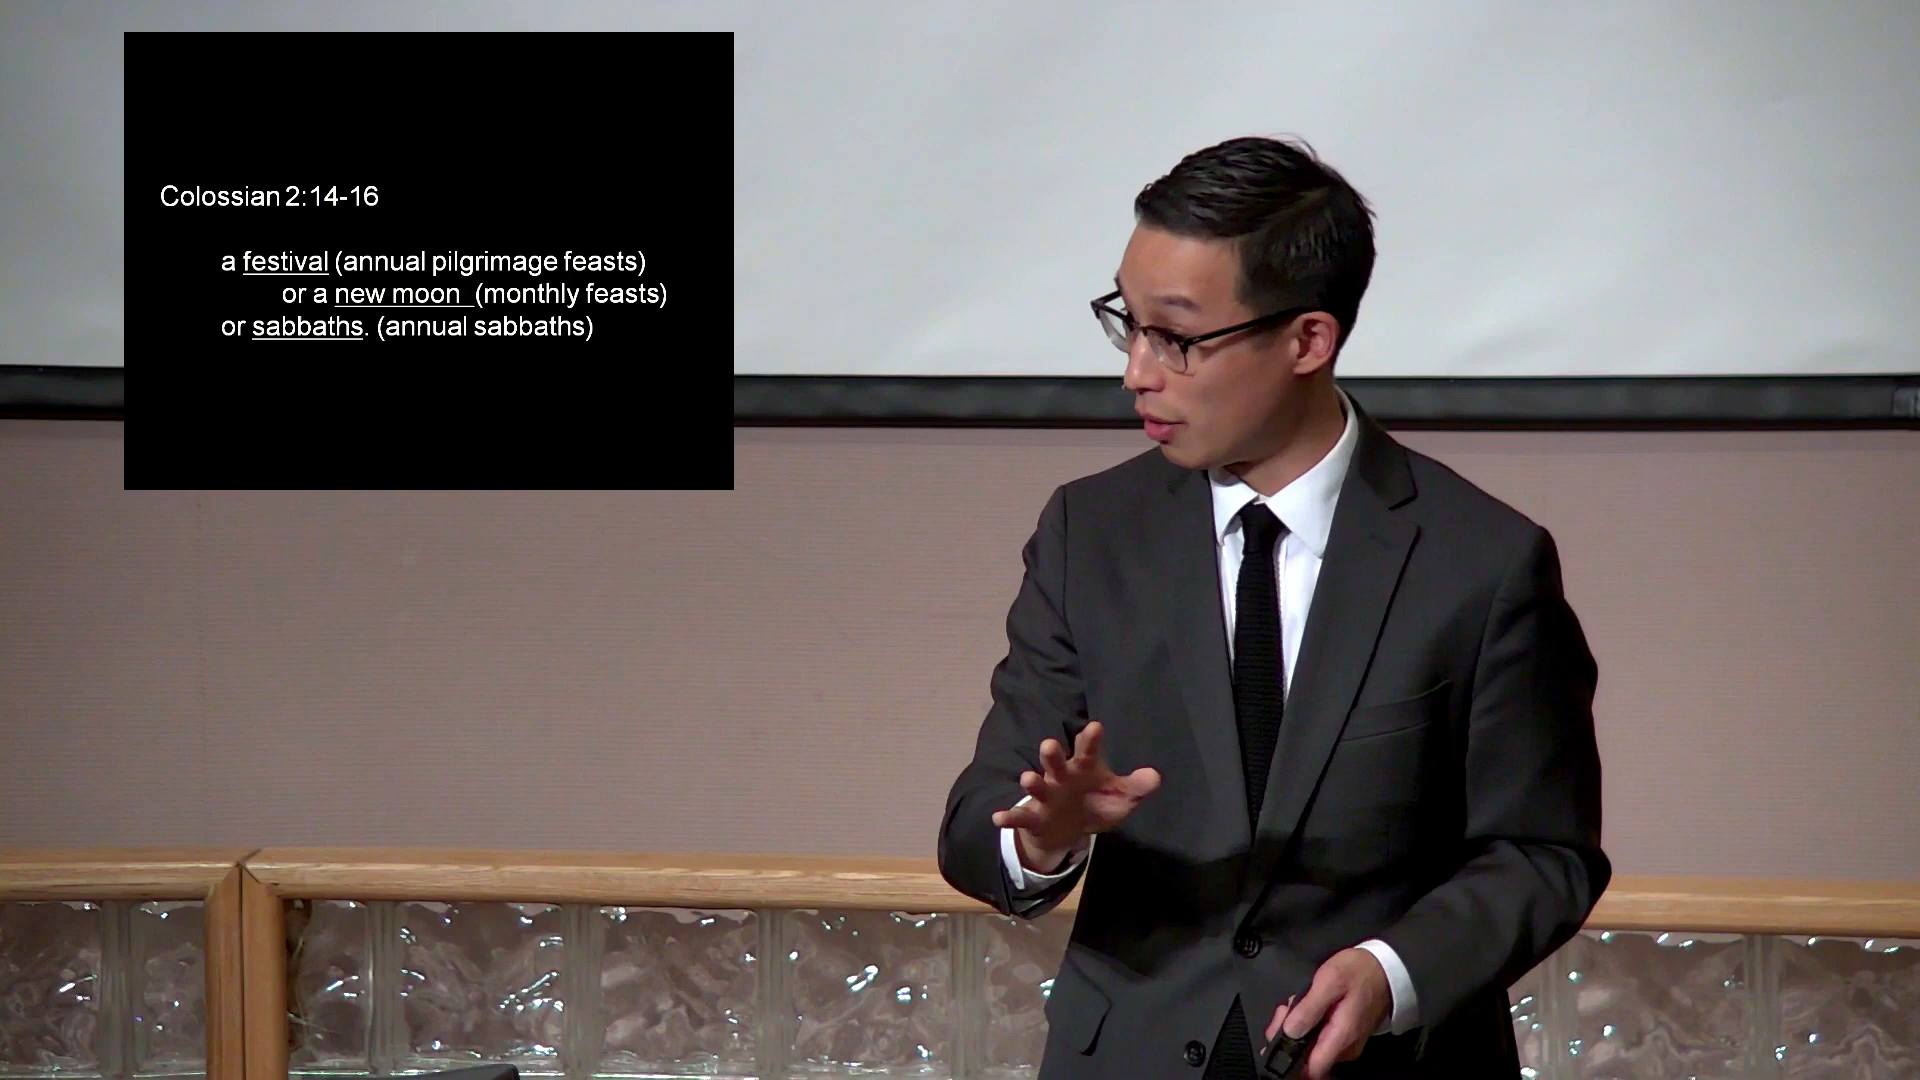 Colossian 2:14-16
a festival (annual pilgrimage feasts)
or a new moon (monthly feasts)
or sabbaths. (annual sabbaths)